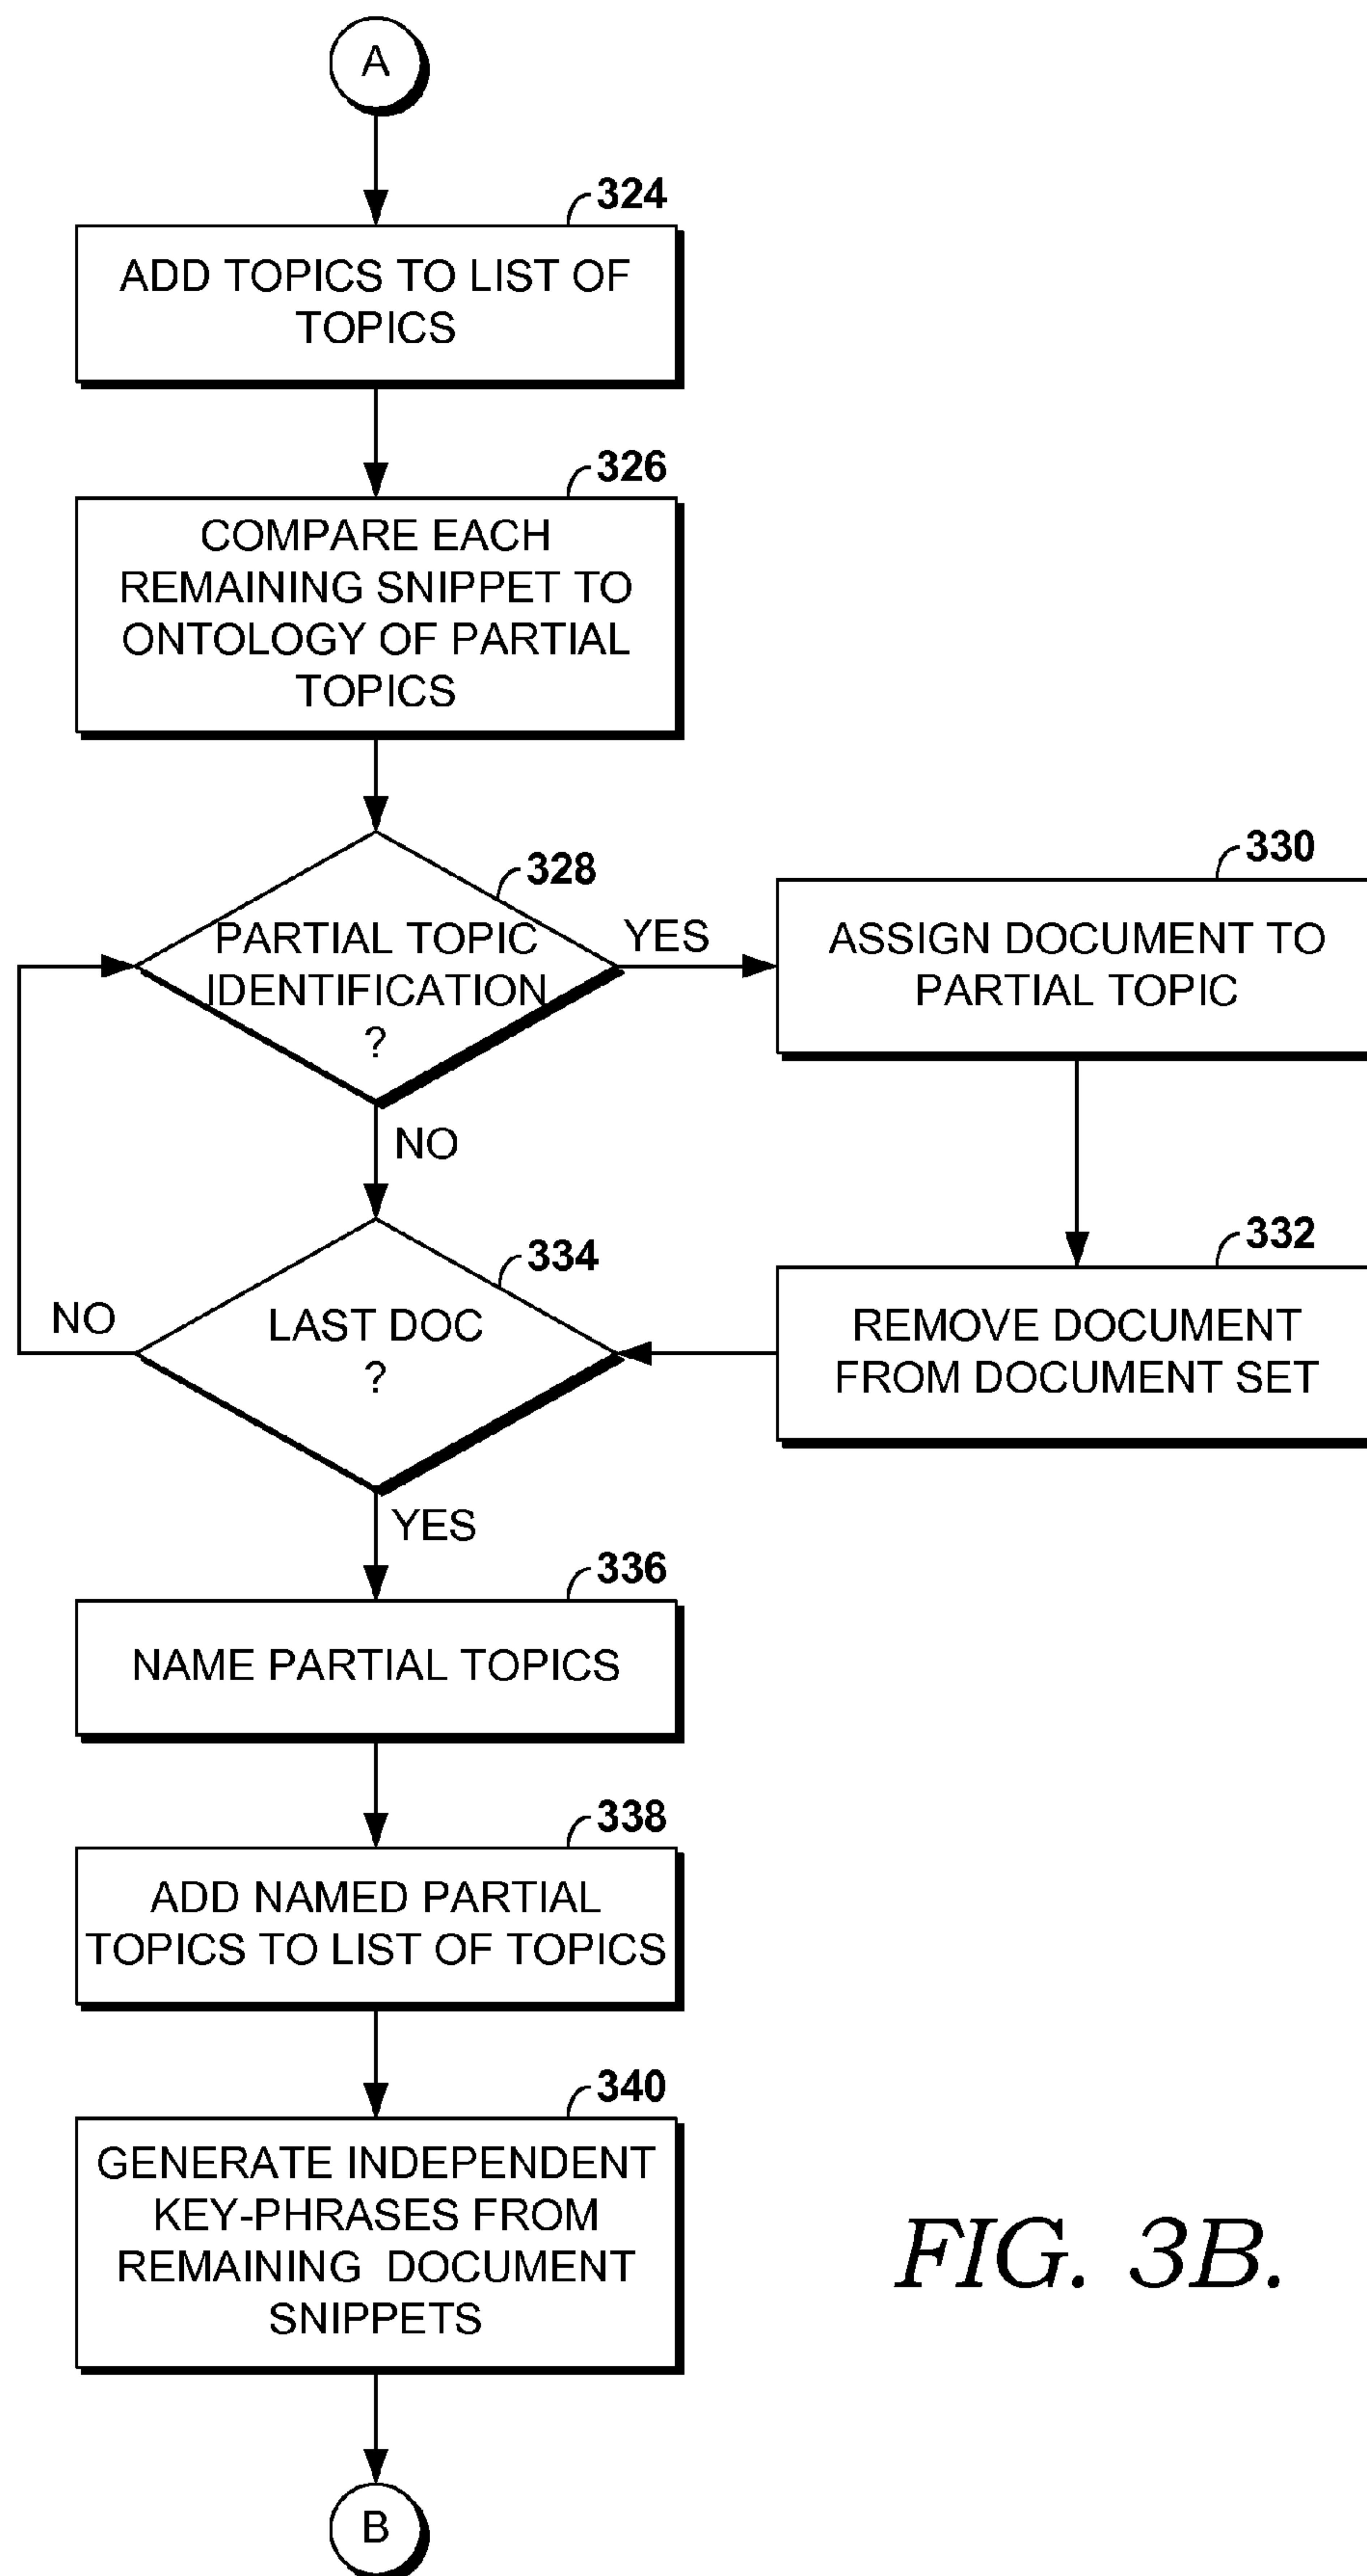 A
324
ADD TOPICS TO LIST OF
TOPICS
326
COMPARE EACH
REMAINING SNIPPET TO
ONTOLOGY OF PARTIAL
TOPICS
328
PARTIAL TOPIC
IDENTIFICATION
?
YES
330
ASSIGN DOCUMENT TO
PARTIAL TOPIC
NO
332
REMOVE DOCUMENT
FROM DOCUMENT SET
334
LAST DOC
?
NO
YES
336
NAME PARTIAL TOPICS
338
ADD NAMED PARTIAL
TOPICS TO LIST OF TOPICS
340
GENERATE INDEPENDENT
KEY-PHRASES FROM
REMAINING DOCUMENT
SNIPPETS
B
FIG. 3B.